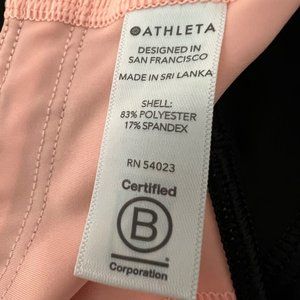 ATHLETA
DESIGNED IN
SAN FRANCISCO
MADE IN SRI LANKA
SHELL:
83% POLYESTER
17% SPANDEX
RN 54023
Certified
B
Corporation